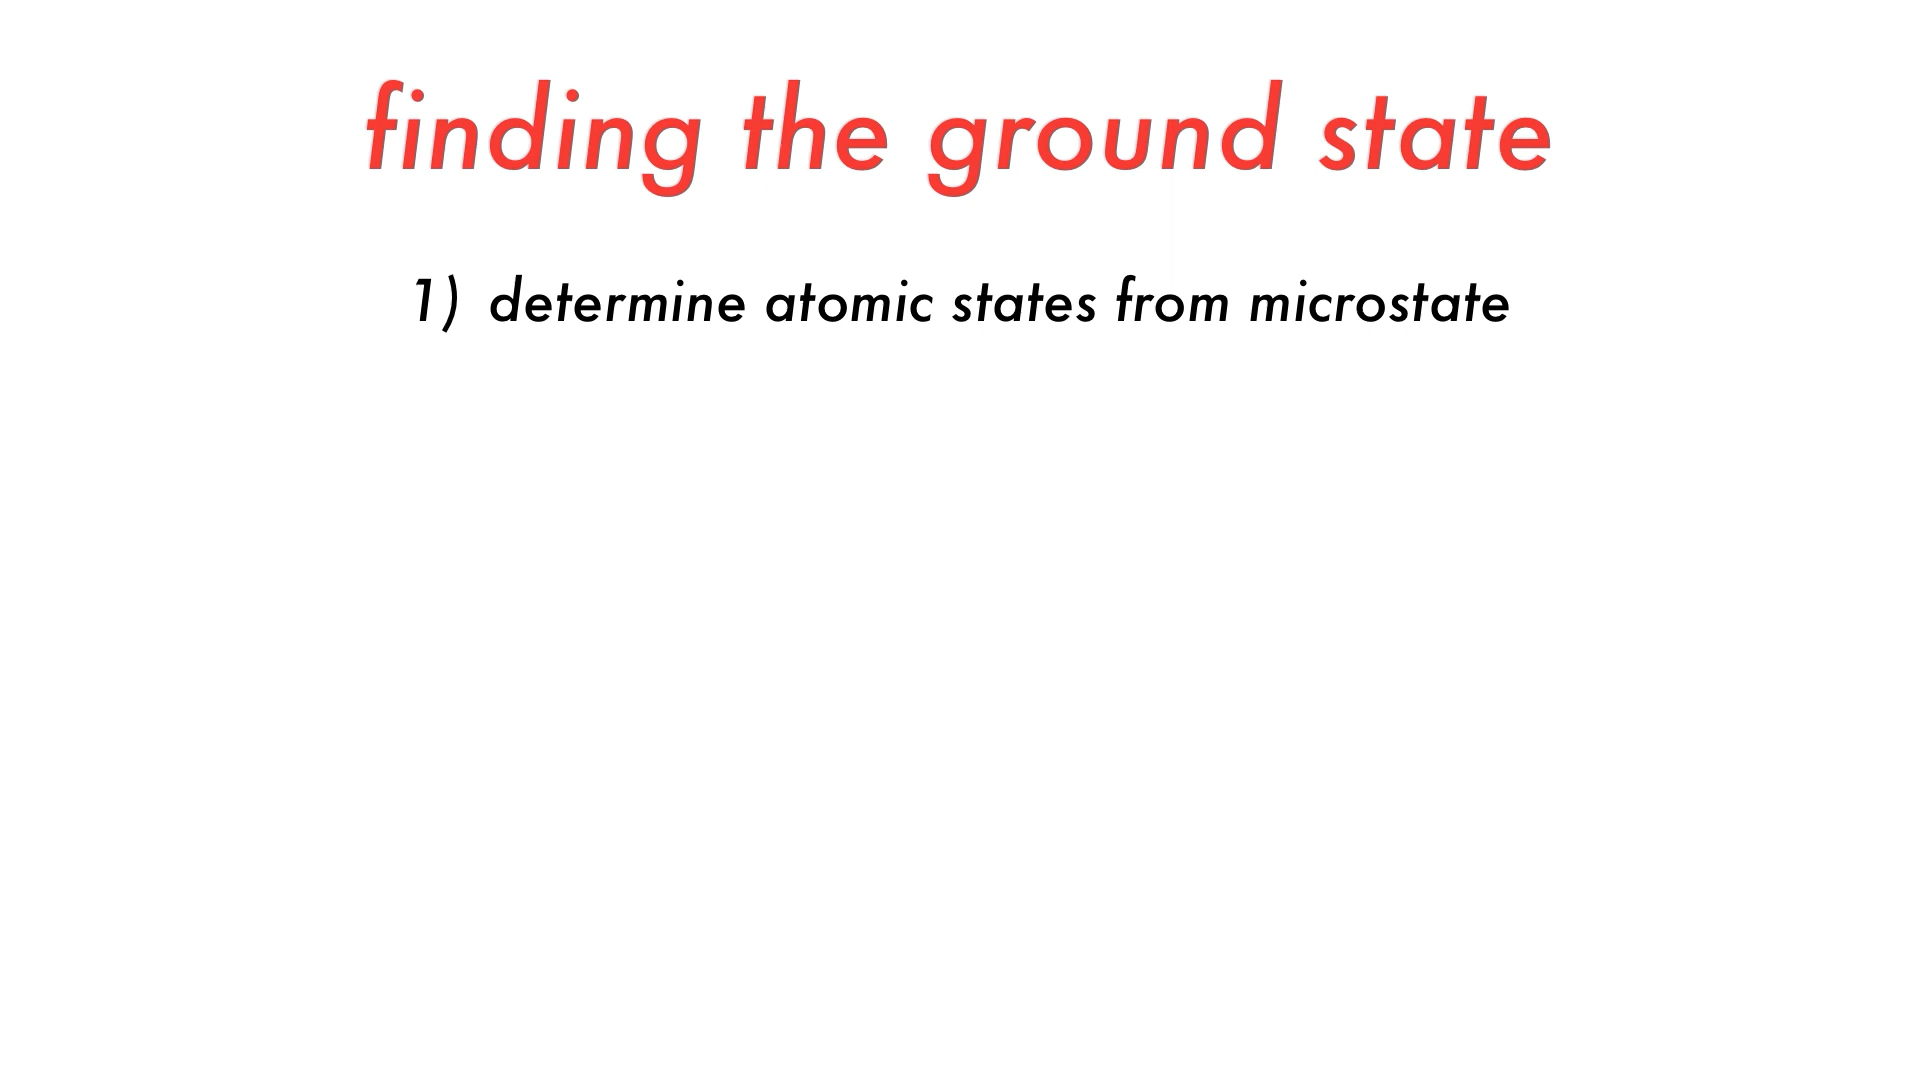 finding the ground state
1) determine atomic states from microstate